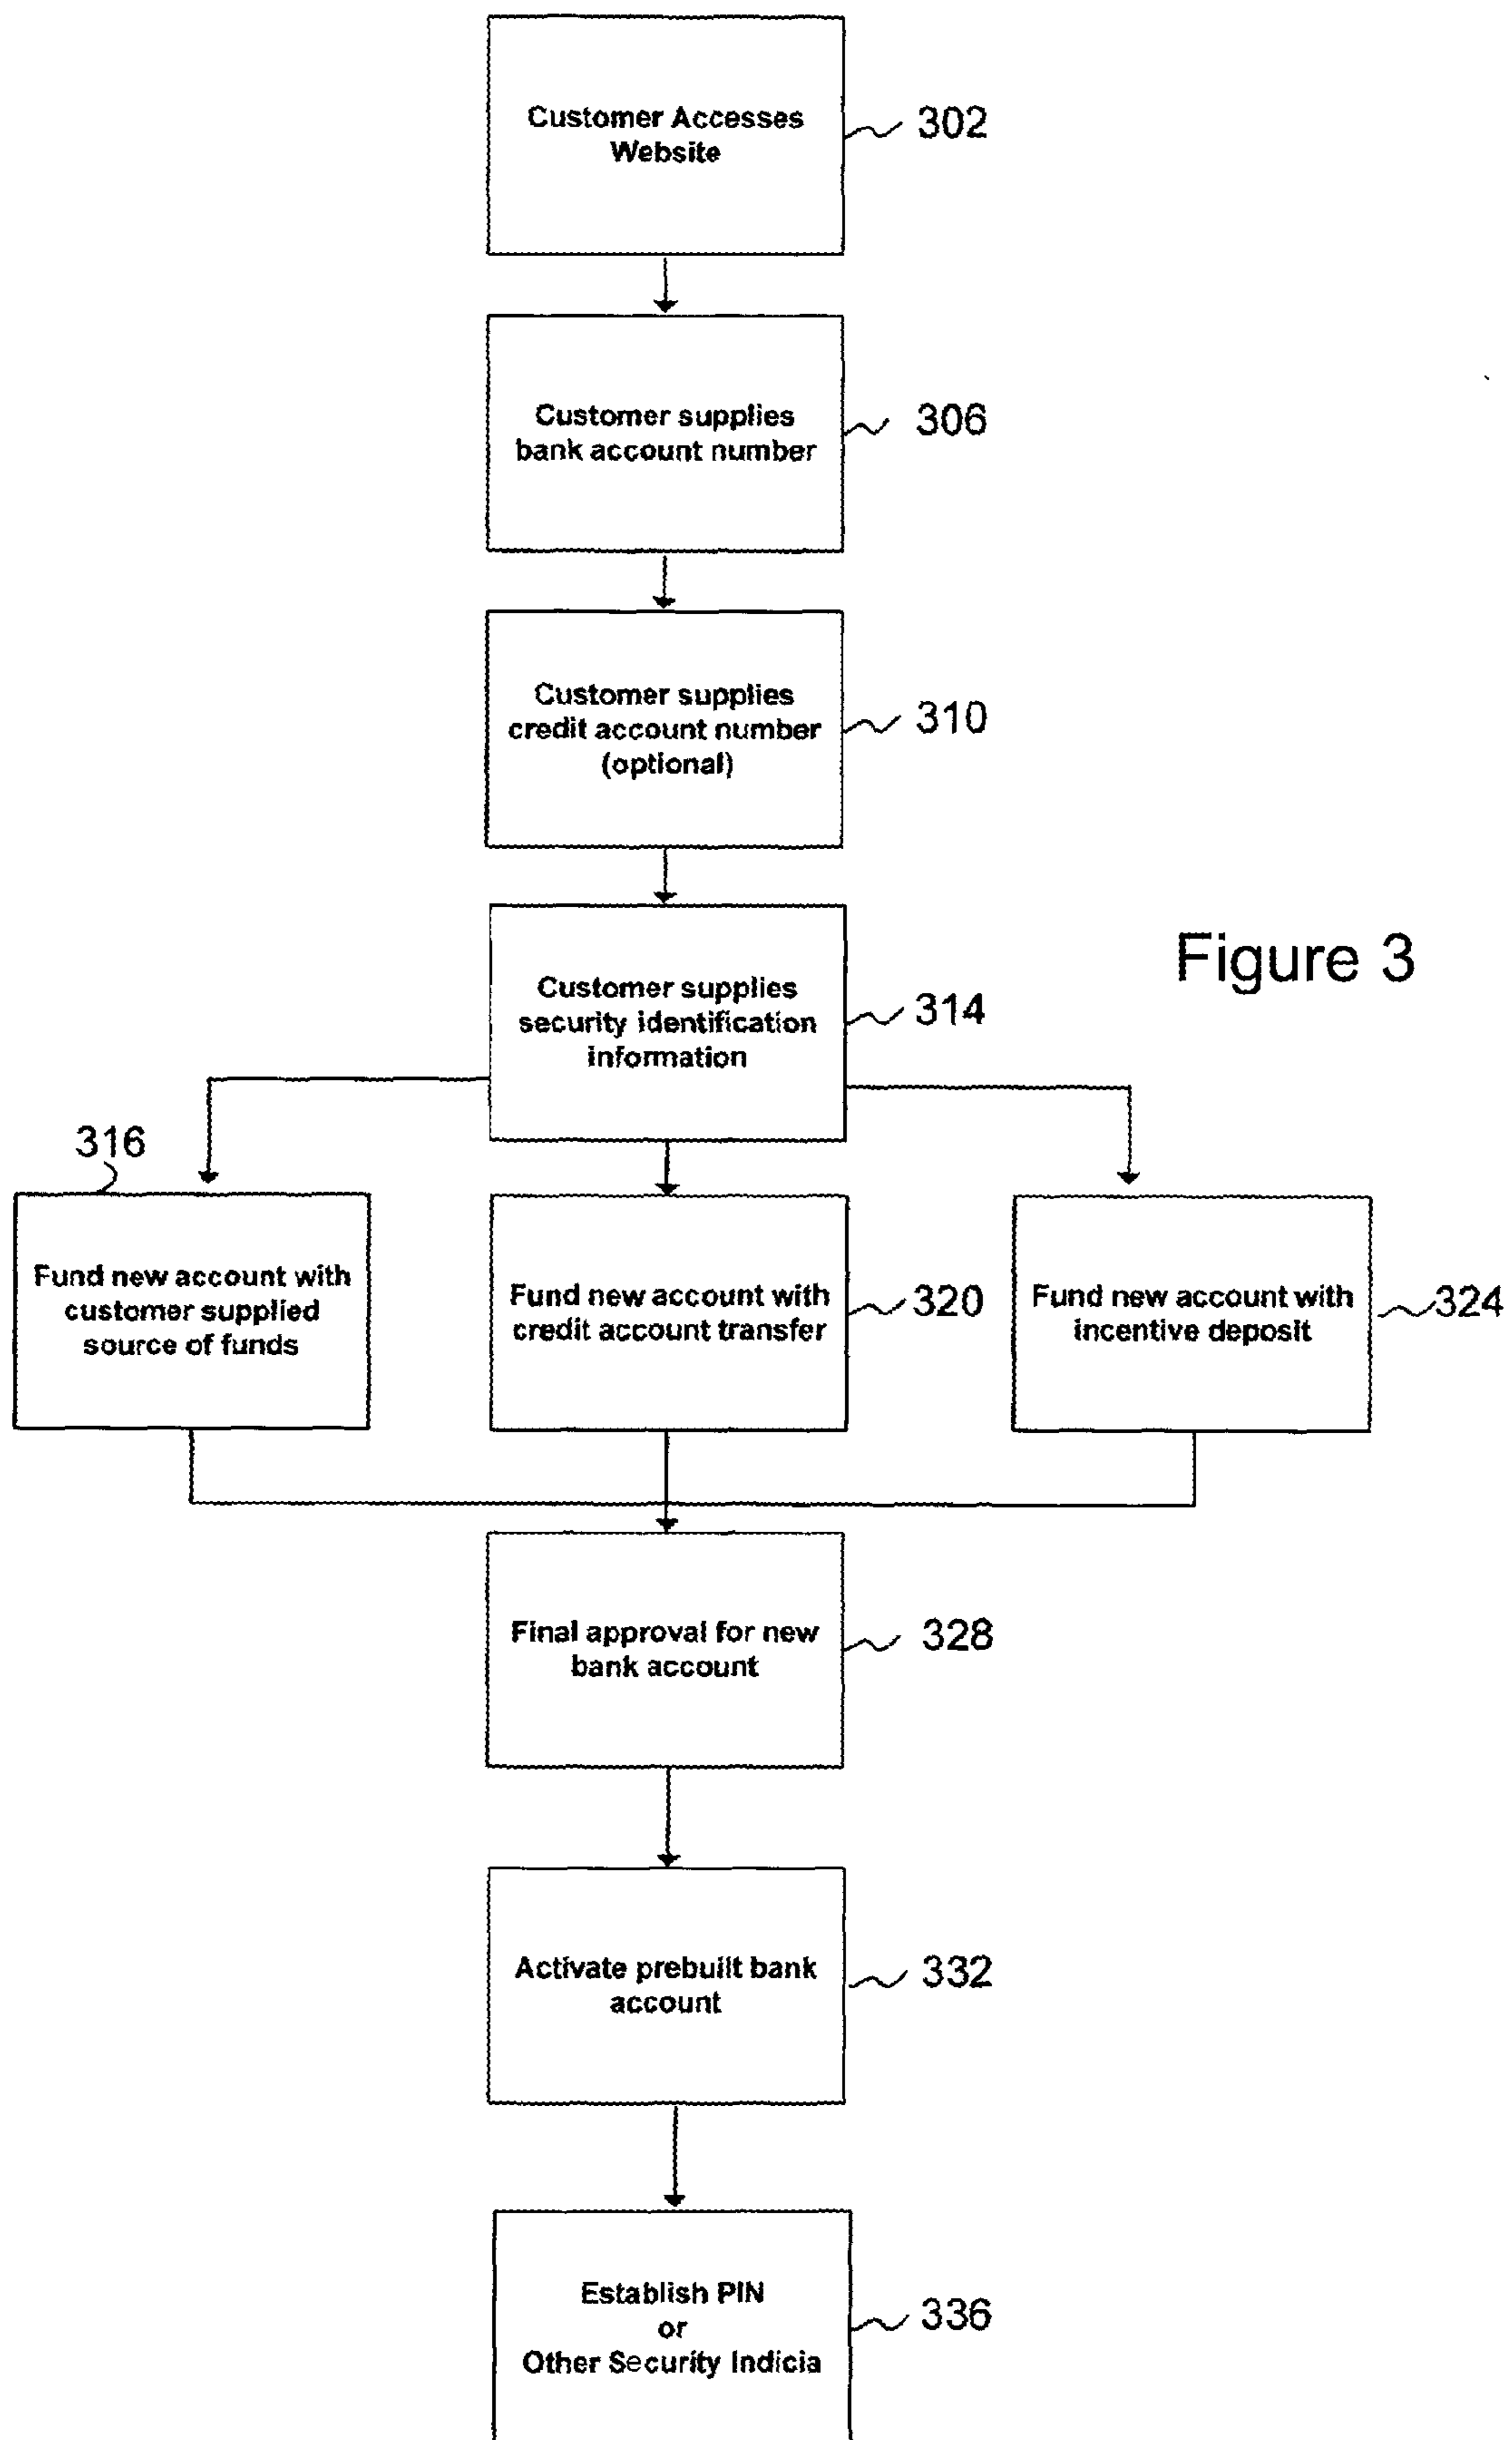 Customer Accesses
Website
302
Customer supplies
bank account number
306
Customer supplies
credit account number
(optional)
310
Figure 3
Customer supplies
security identification
information
314
316
Fund new account with
customer supplied
source of funds
Fund new account with
credit account transfer
320
Fund new account with
incentive deposit
324
Final approval for new
bank account
328
Activate prebuilt bank
account
332
Establish PIN
or
Other Security Indicia
336